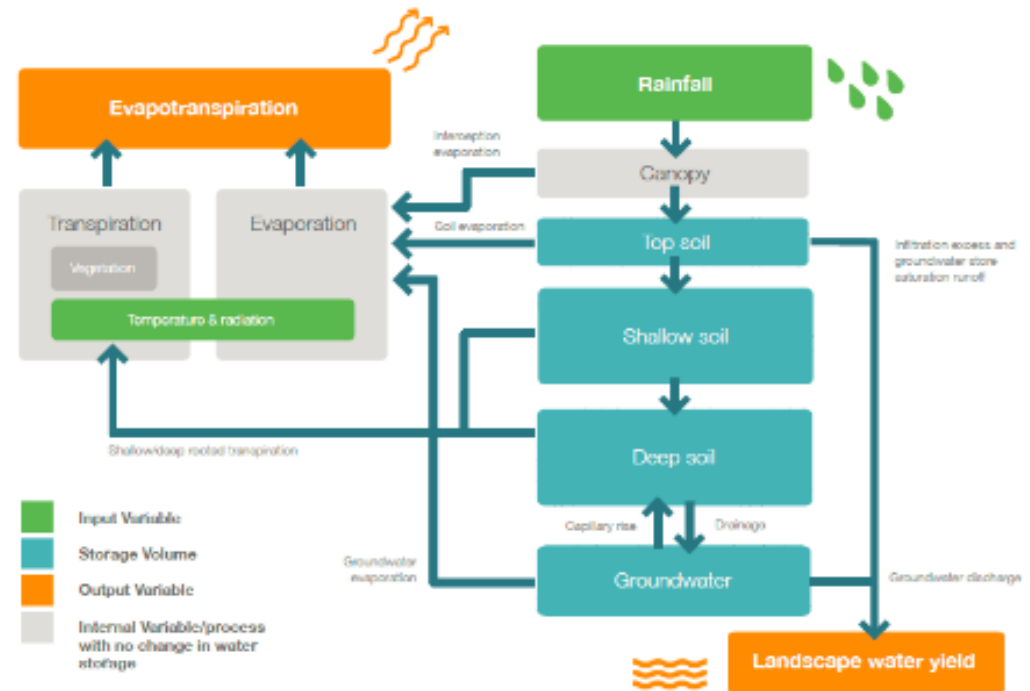 Evapotranspiration
Rainfall
Interception
evaporation
Canopy
Transpiration
Evaporation
Soil evaporation
Top soil
Infiltration excess and
groundwater store
saturation runoff
Vegetation
Temperature & radiation
Shallow soil
Shallow/deep rooted transpiration
Deep soil
Input Variable
Capillary rise
Drainage
Storage Volume
Groundwater
evaporation
Groundwater
Groundwater discharge
Output Variable
Internal Variable/process
with no change in water
storage
Landscape water yield